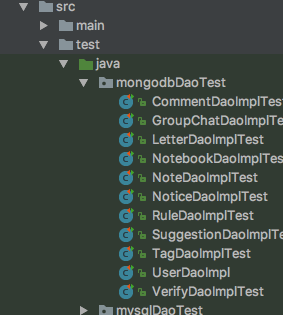 src
main
test
java
mongodbDaoTest
CommentDaoImplTest
GroupChatDaoImplTest
LetterDaoImplTest
NotebookDaoImplTest
NoteDaoImplTest
NoticeDaoImplTest
RuleDaoImplTest
SuggestionDaoImplTest
TagDaoImplTest
UserDaoImpl
VerifyDaoImplTest
mysqlDaoTest